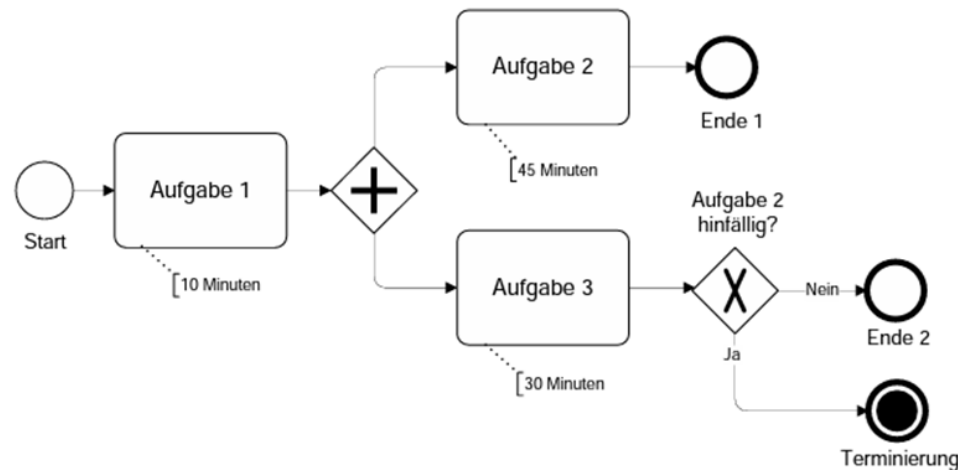 Aufgabe 2
Ende 1
[45 Minuten
Aufgabe 1
Start
[10 Minuten
Aufgabe 2
hinfällig?
Aufgabe 3
Nein
Ende 2
Ja
[30 Minuten
Terminierung